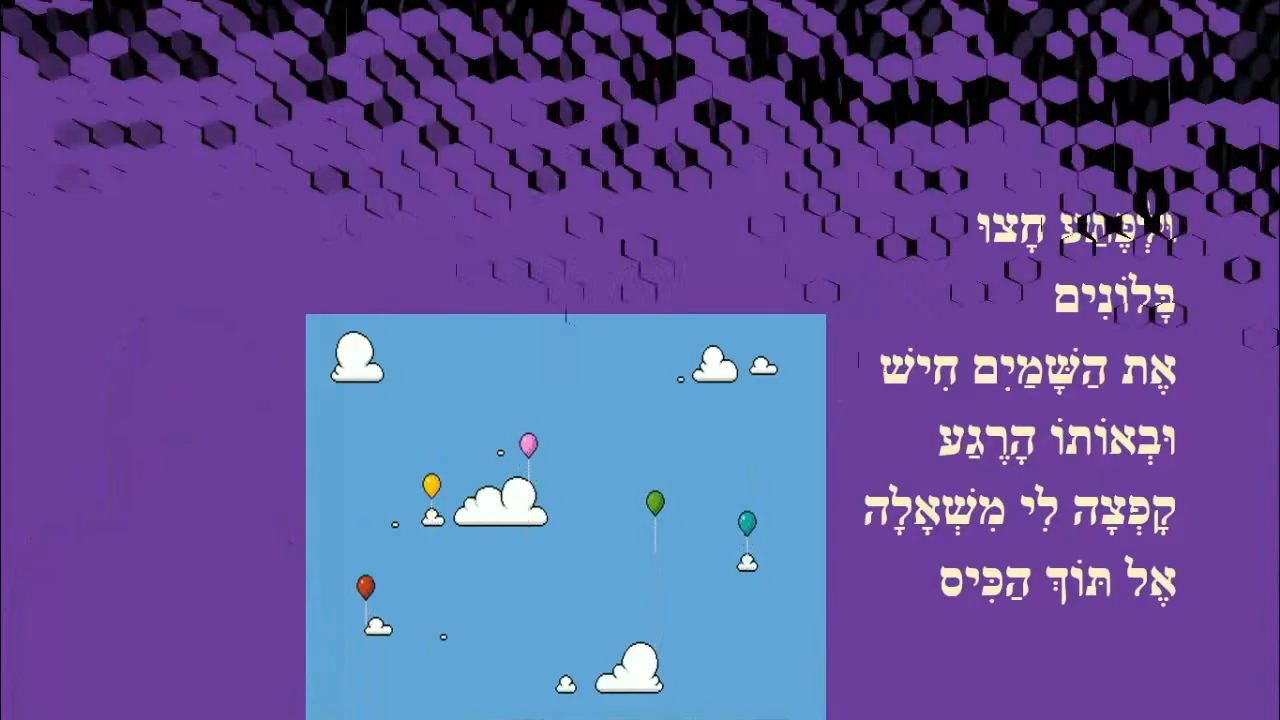 וּלְפֶתַע חָצוּ
בָּלוֹנִים
אֶת הַשָּׁמַיִם חִישׁ
וּבְאוֹתוֹ הָרֶגַע
קָפְצָה לִי מִשְׁאָלָה
אֶל תּוֹךְ הַכִּיס